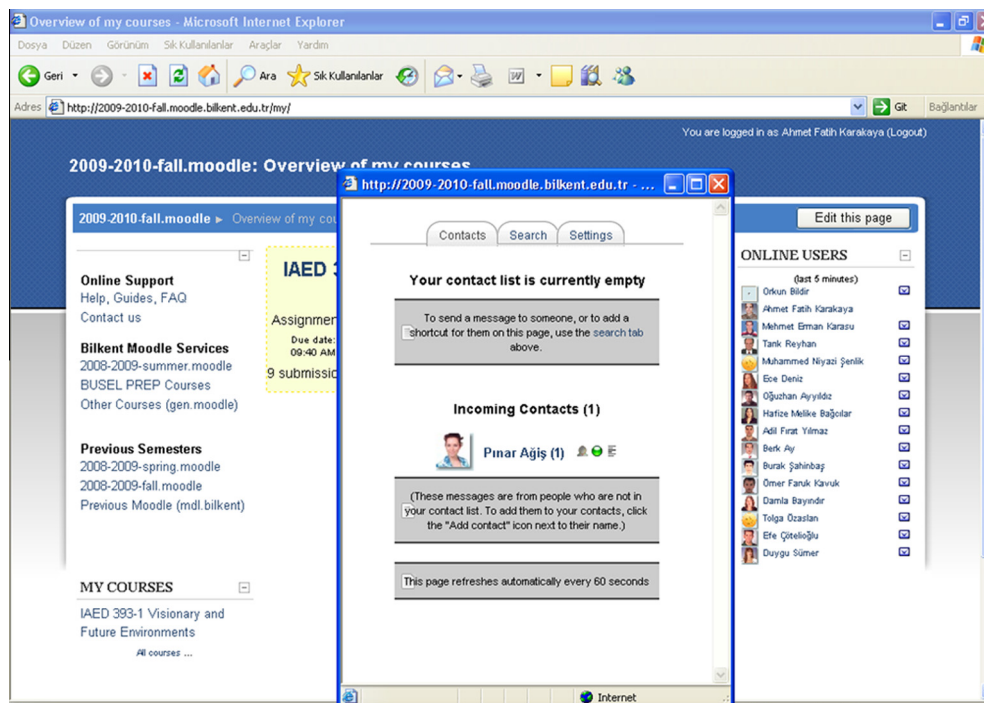 Overview of my courses - Microsoft Internet Explorer
Dosya Düzen Görünüm Sık Kullanılanlar Araçlar Yardım
Geri Ara Sık Kullanılanlar
Adres http://2009-2010-fall.moodle.bilkent.edu.tr/my/ Git Bağlantılar
You are logged in as Ahmet Fatih Karakaya (Logout)
2009-2010-fall.moodle: Overview of my courses
2009-2010-fall.moodle ► Overview of my cou
Edit this page
Online Support
Help, Guides, FAQ
Contact us
Bilkent Moodle Services
2008-2009-summer.moodle
BUSEL PREP Courses
Other Courses (gen.moodle)
Previous Semesters
2008-2009-spring.moodle
2008-2009-fall.moodle
Previous Moodle (mdl.bilkent)
MY COURSES
IAED 393-1 Visionary and
Future Environments
All courses ...
IAED 3
Assignmen
Due date:
09:40 AM
9 submissio
http://2009-2010-fall.moodle.bilkent.edu.tr - ...
Contacts Search Settings
Your contact list is currently empty
To send a message to someone, or to add a
shortcut for them on this page, use the search tab
above.
Incoming Contacts (1)
Pınar Ağiş (1)
(These messages are from people who are not in
your contact list. To add them to your contacts, click
the "Add contact" icon next to their name.)
This page refreshes automatically every 60 seconds
Internet
ONLINE USERS
(last 5 minutes)
Orkun Bildir
Ahmet Fatih Karakaya
Mehmet Erman Karasu
Tarık Reyhan
Muhammed Niyazi Şenlik
Ece Deniz
Oğuzhan Ayyıldız
Hafize Melike Bağcılar
Adil Fırat Yılmaz
Berk Ay
Burak Şahinbaş
Ömer Faruk Kavuk
Damla Bayındır
Tolga Özaslan
Efe Çötelioğlu
Duygu Sümer